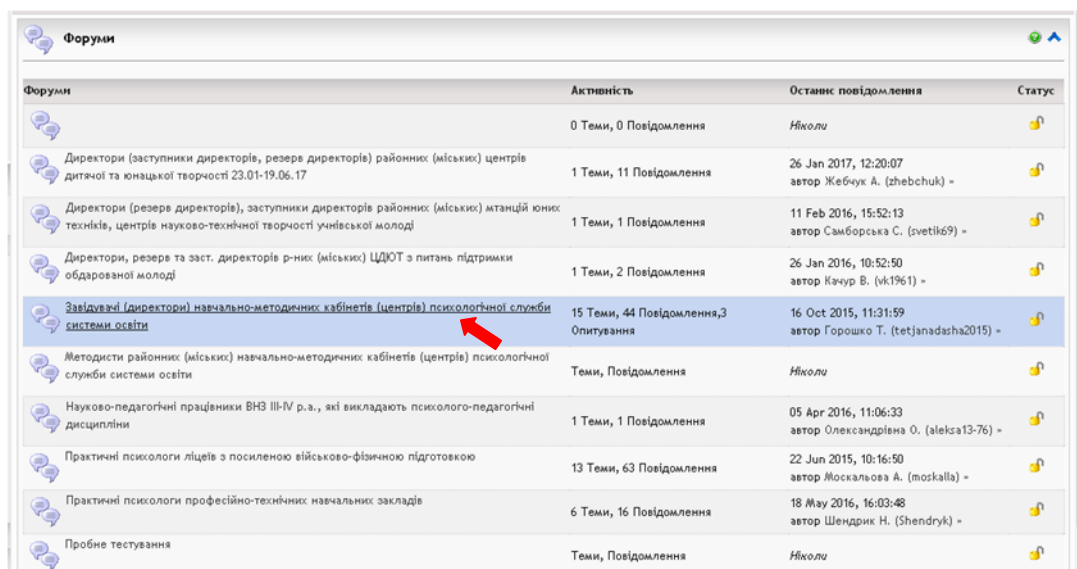 Форуми
Форуми Активність Останнє повідомлення Статус
0 Теми, 0 Повідомлення Ніколи
Директори (заступники директорів, резерв директорів) районних (міських) центрів
дитячої та юнацької творчості 23.01-19.06.17
1 Теми, 11 Повідомлення
26 Jan 2017, 12:20:07
автор Жебчук А. (zhebchuk) »
Директори (резерв директорів), заступники директорів районних (міських) мтанцій юних
техніків, центрів науково-технічної творчості учнівської молоді
1 Теми, 1 Повідомлення
11 Feb 2016, 15:52:13
автор Самборська С. (svetik69) »
Директори, резерв та заст. директорів р-них (міських) ЦДЮТ з питань підтримки
обдарованої молоді
1 Теми, 2 Повідомлення
26 Jan 2016, 10:52:50
автор Качур В. (vk1961) »
Завідувачі (директори) навчально-методичних кабінетів (центрів) психологічної служби
системи освіти
15 Теми, 44 Повідомлення,3
Опитування
16 Oct 2015, 11:31:59
автор Горошко Т. (tetjanadasha2015) »
Методисти районних (міських) навчально-методичних кабінетів (центрів) психологічної
служби системи освіти
Теми, Повідомлення
Ніколи
Науково-педагогічні працівники ВНЗ III-IV р.а., які викладають психолого-педагогічні
дисципліни
1 Теми, 1 Повідомлення
05 Apr 2016, 11:06:33
автор Олександрівна О. (aleksa13-76) »
Практичні психологи ліцеїв з посиленою військово-фізичною підготовкою
13 Теми, 63 Повідомлення
22 Jun 2015, 10:16:50
автор Москальова А. (moskalla) »
Практичні психологи професійно-технічних навчальних закладів
6 Теми, 16 Повідомлення
18 May 2016, 16:03:48
автор Шендрик Н. (Shendryk) »
Пробне тестування
Теми, Повідомлення
Ніколи